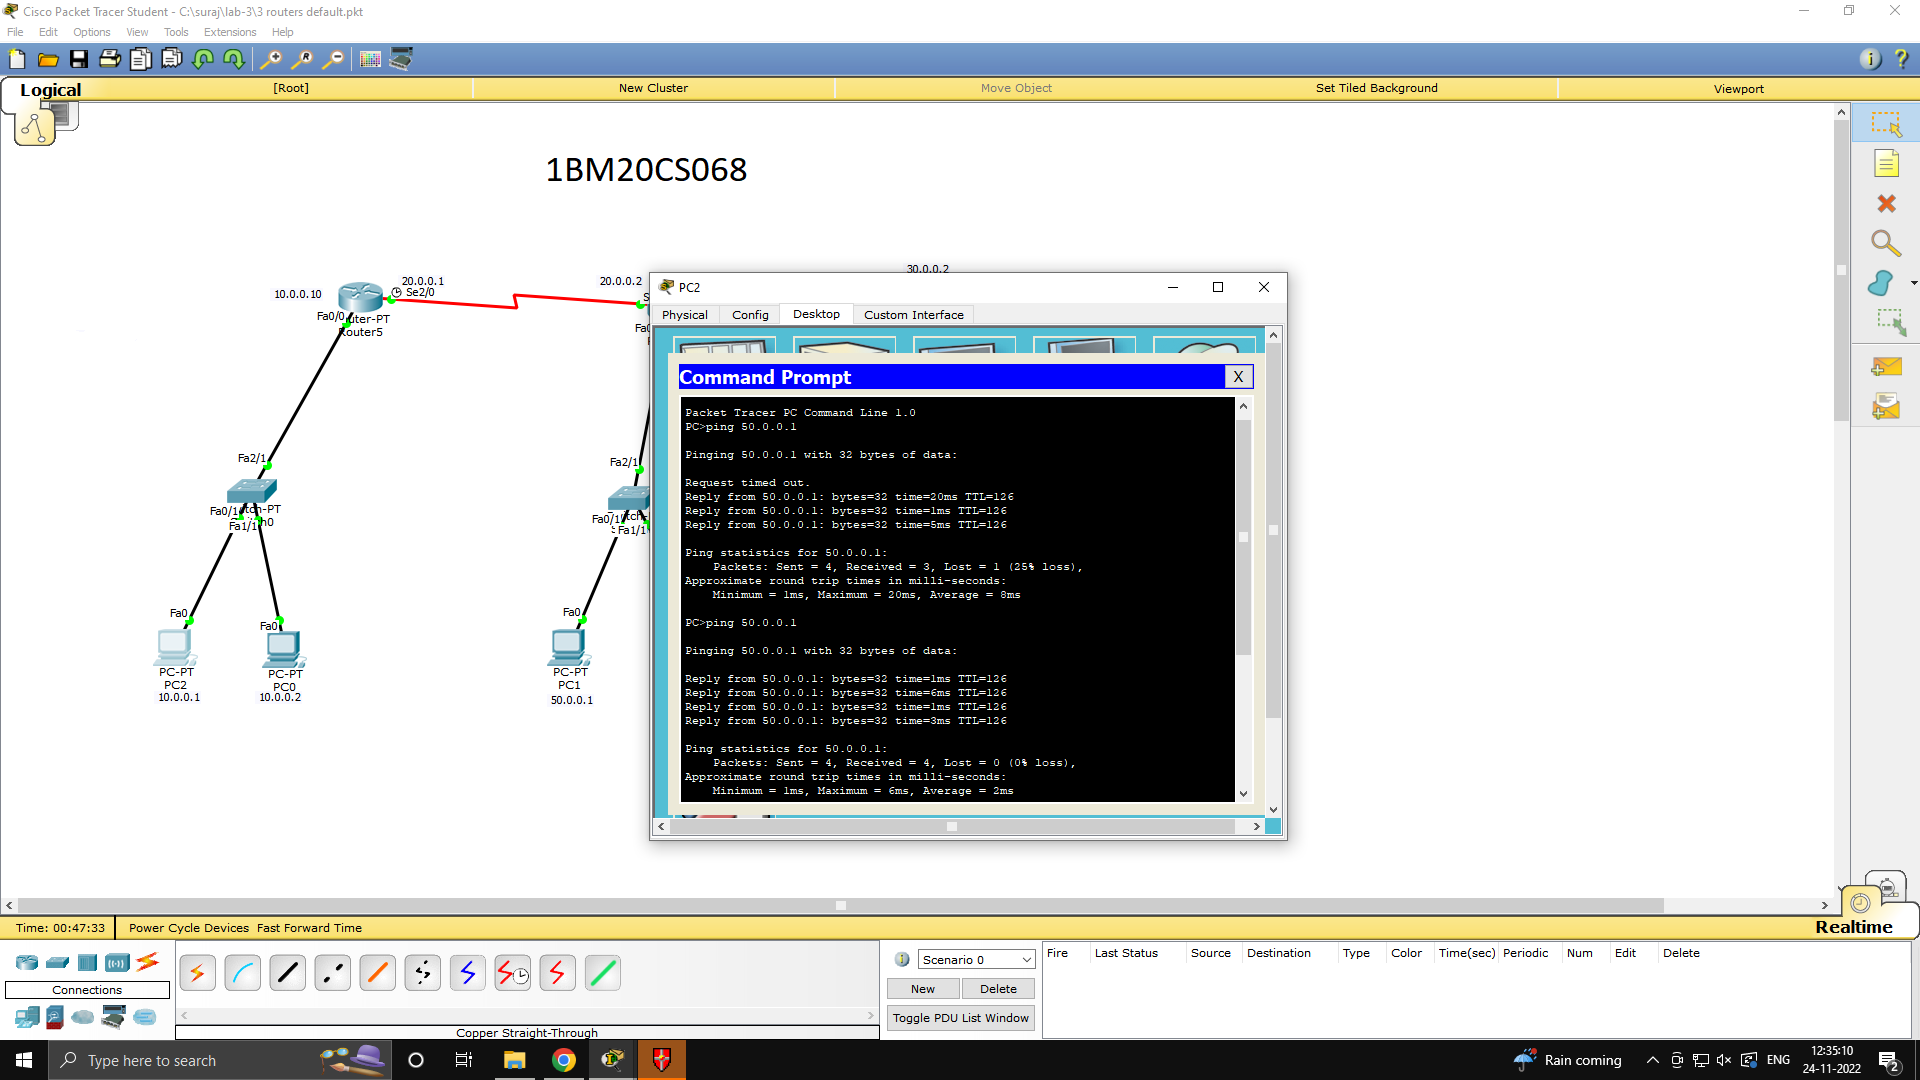 Cisco Packet Tracer Student - C:\suraj\lab-3\3 routers default.pkt
File Edit Options View Tools Extensions Help
Logical [Root] New Cluster Move Object Set Tiled Background Viewport
1BM20CS068
30.0.0.2
20.0.0.1
20.0.0.2
10.0.0.10
Se2/0
Fa0/0
Router5
Fa2/1
Fa0/1
Fa1/1
Fa0
Fa0
PC-PT
PC2
10.0.0.1
PC-PT
PC0
10.0.0.2
Fa2/1
Fa0/1
Fa1/1
Fa0
PC-PT
PC1
50.0.0.1
PC2
Physical Config Desktop Custom Interface
Command Prompt X
Packet Tracer PC Command Line 1.0
PC>ping 50.0.0.1
Pinging 50.0.0.1 with 32 bytes of data:
Request timed out.
Reply from 50.0.0.1: bytes=32 time=20ms TTL=126
Reply from 50.0.0.1: bytes=32 time=1ms TTL=126
Reply from 50.0.0.1: bytes=32 time=5ms TTL=126
Ping statistics for 50.0.0.1:
Packets: Sent = 4, Received = 3, Lost = 1 (25% loss),
Approximate round trip times in milli-seconds:
Minimum = 1ms, Maximum = 20ms, Average = 8ms
PC>ping 50.0.0.1
Pinging 50.0.0.1 with 32 bytes of data:
Reply from 50.0.0.1: bytes=32 time=1ms TTL=126
Reply from 50.0.0.1: bytes=32 time=6ms TTL=126
Reply from 50.0.0.1: bytes=32 time=1ms TTL=126
Reply from 50.0.0.1: bytes=32 time=3ms TTL=126
Ping statistics for 50.0.0.1:
Packets: Sent = 4, Received = 4, Lost = 0 (0% loss),
Approximate round trip times in milli-seconds:
Minimum = 1ms, Maximum = 6ms, Average = 2ms
Time: 00:47:33 Power Cycle Devices Fast Forward Time
Realtime
Connections
Copper Straight-Through
Scenario 0
New Delete
Toggle PDU List Window
Fire Last Status Source Destination Type Color Time(sec) Periodic Num Edit Delete
Type here to search
Rain coming
ENG
12:35:10
24-11-2022
2